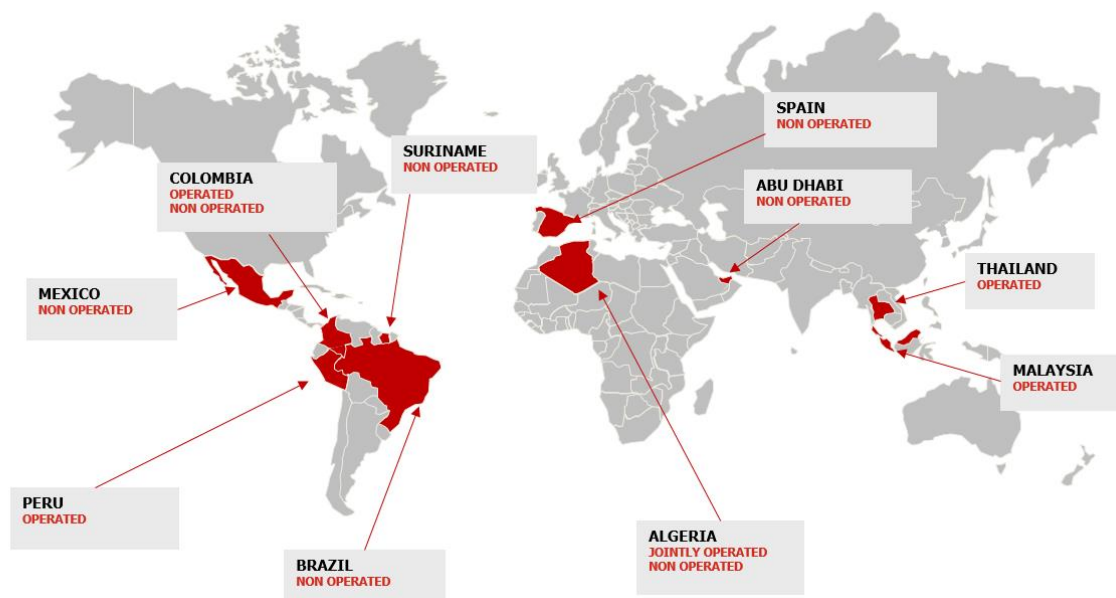 SPAIN
NON OPERATED
SURINAME
NON OPERATED
COLOMBIA
OPERATED
NON OPERATED
ABU DHABI
NON OPERATED
THAILAND
OPERATED
MEXICO
NON OPERATED
MALAYSIA
OPERATED
PERU
OPERATED
ALGERIA
JOINTLY OPERATED
NON OPERATED
BRAZIL
NON OPERATED